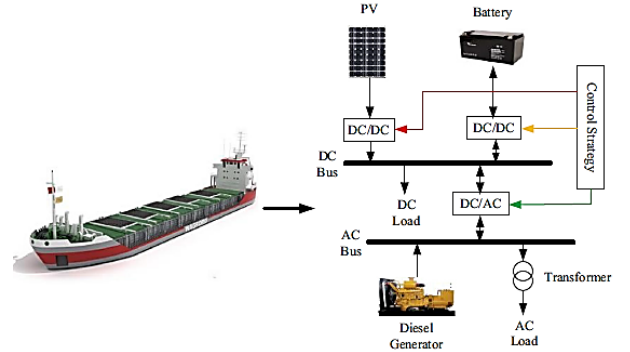 PV
Battery
DC/DC
DC/DC
Control Strategy
DC
Bus
DC
Load
DC/AC
AC
Bus
Transformer
Diesel
Generator
AC
Load